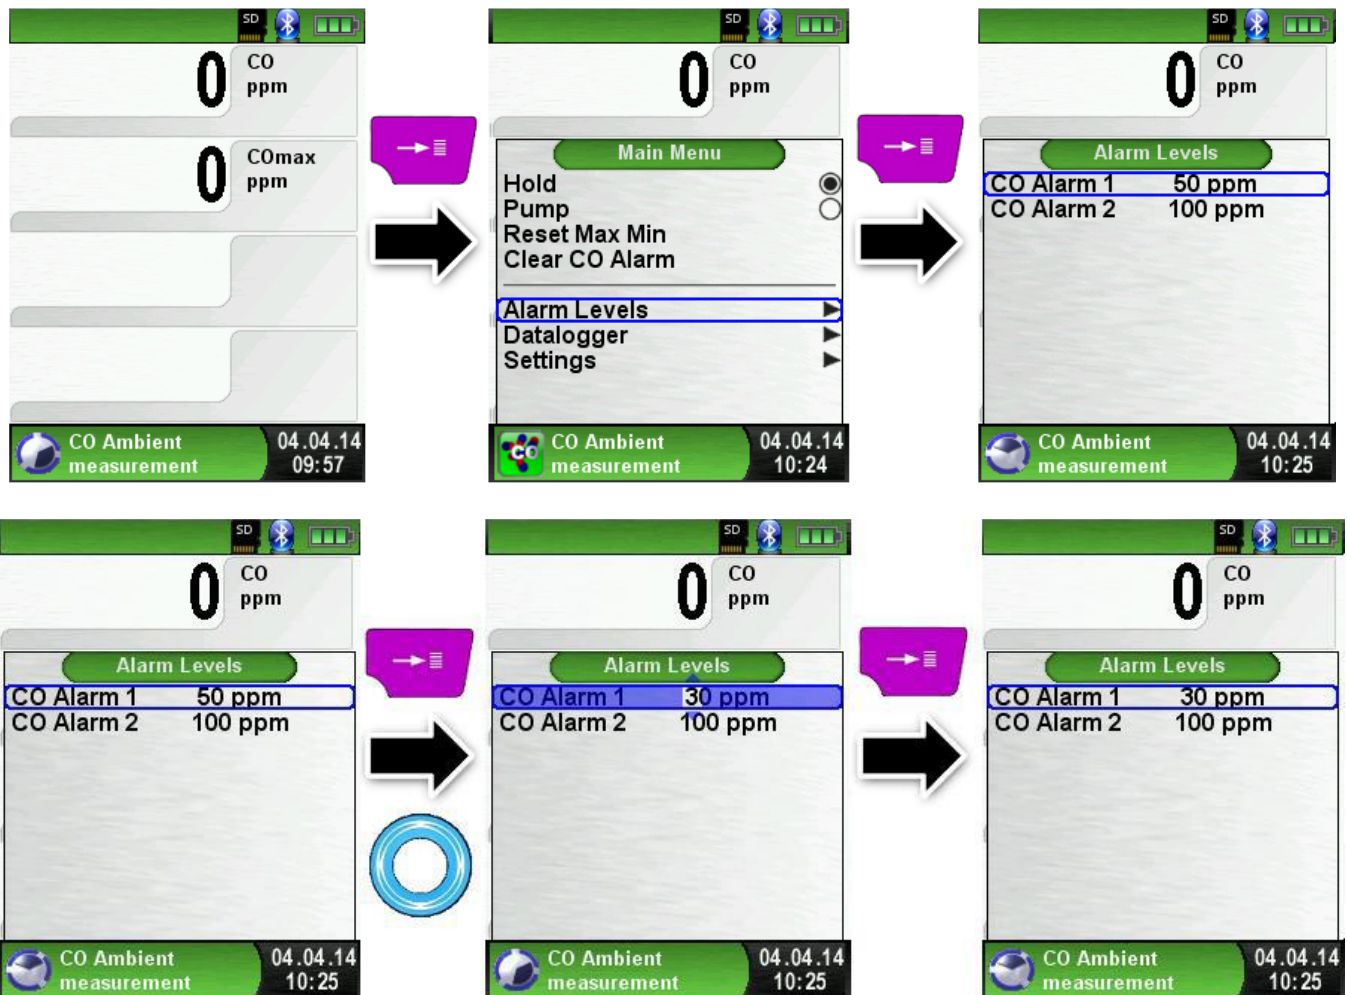 SD
0 CO
ppm
0 COmax
ppm
CO Ambient
measurement
04.04.14
09:57
SD
0 CO
ppm
Main Menu
Hold
Pump
Reset Max Min
Clear CO Alarm
Alarm Levels
Datalogger
Settings
CO
CO Ambient
measurement
04.04.14
10:24
SD
0 CO
ppm
Alarm Levels
CO Alarm 1 50 ppm
CO Alarm 2 100 ppm
CO Ambient
measurement
04.04.14
10:25
SD
0 CO
ppm
Alarm Levels
CO Alarm 1 50 ppm
CO Alarm 2 100 ppm
CO Ambient
measurement
04.04.14
10:25
SD
0 CO
ppm
Alarm Levels
CO Alarm 1 30 ppm
CO Alarm 2 100 ppm
CO Ambient
measurement
04.04.14
10:25
SD
0 CO
ppm
Alarm Levels
CO Alarm 1 30 ppm
CO Alarm 2 100 ppm
CO Ambient
measurement
04.04.14
10:25